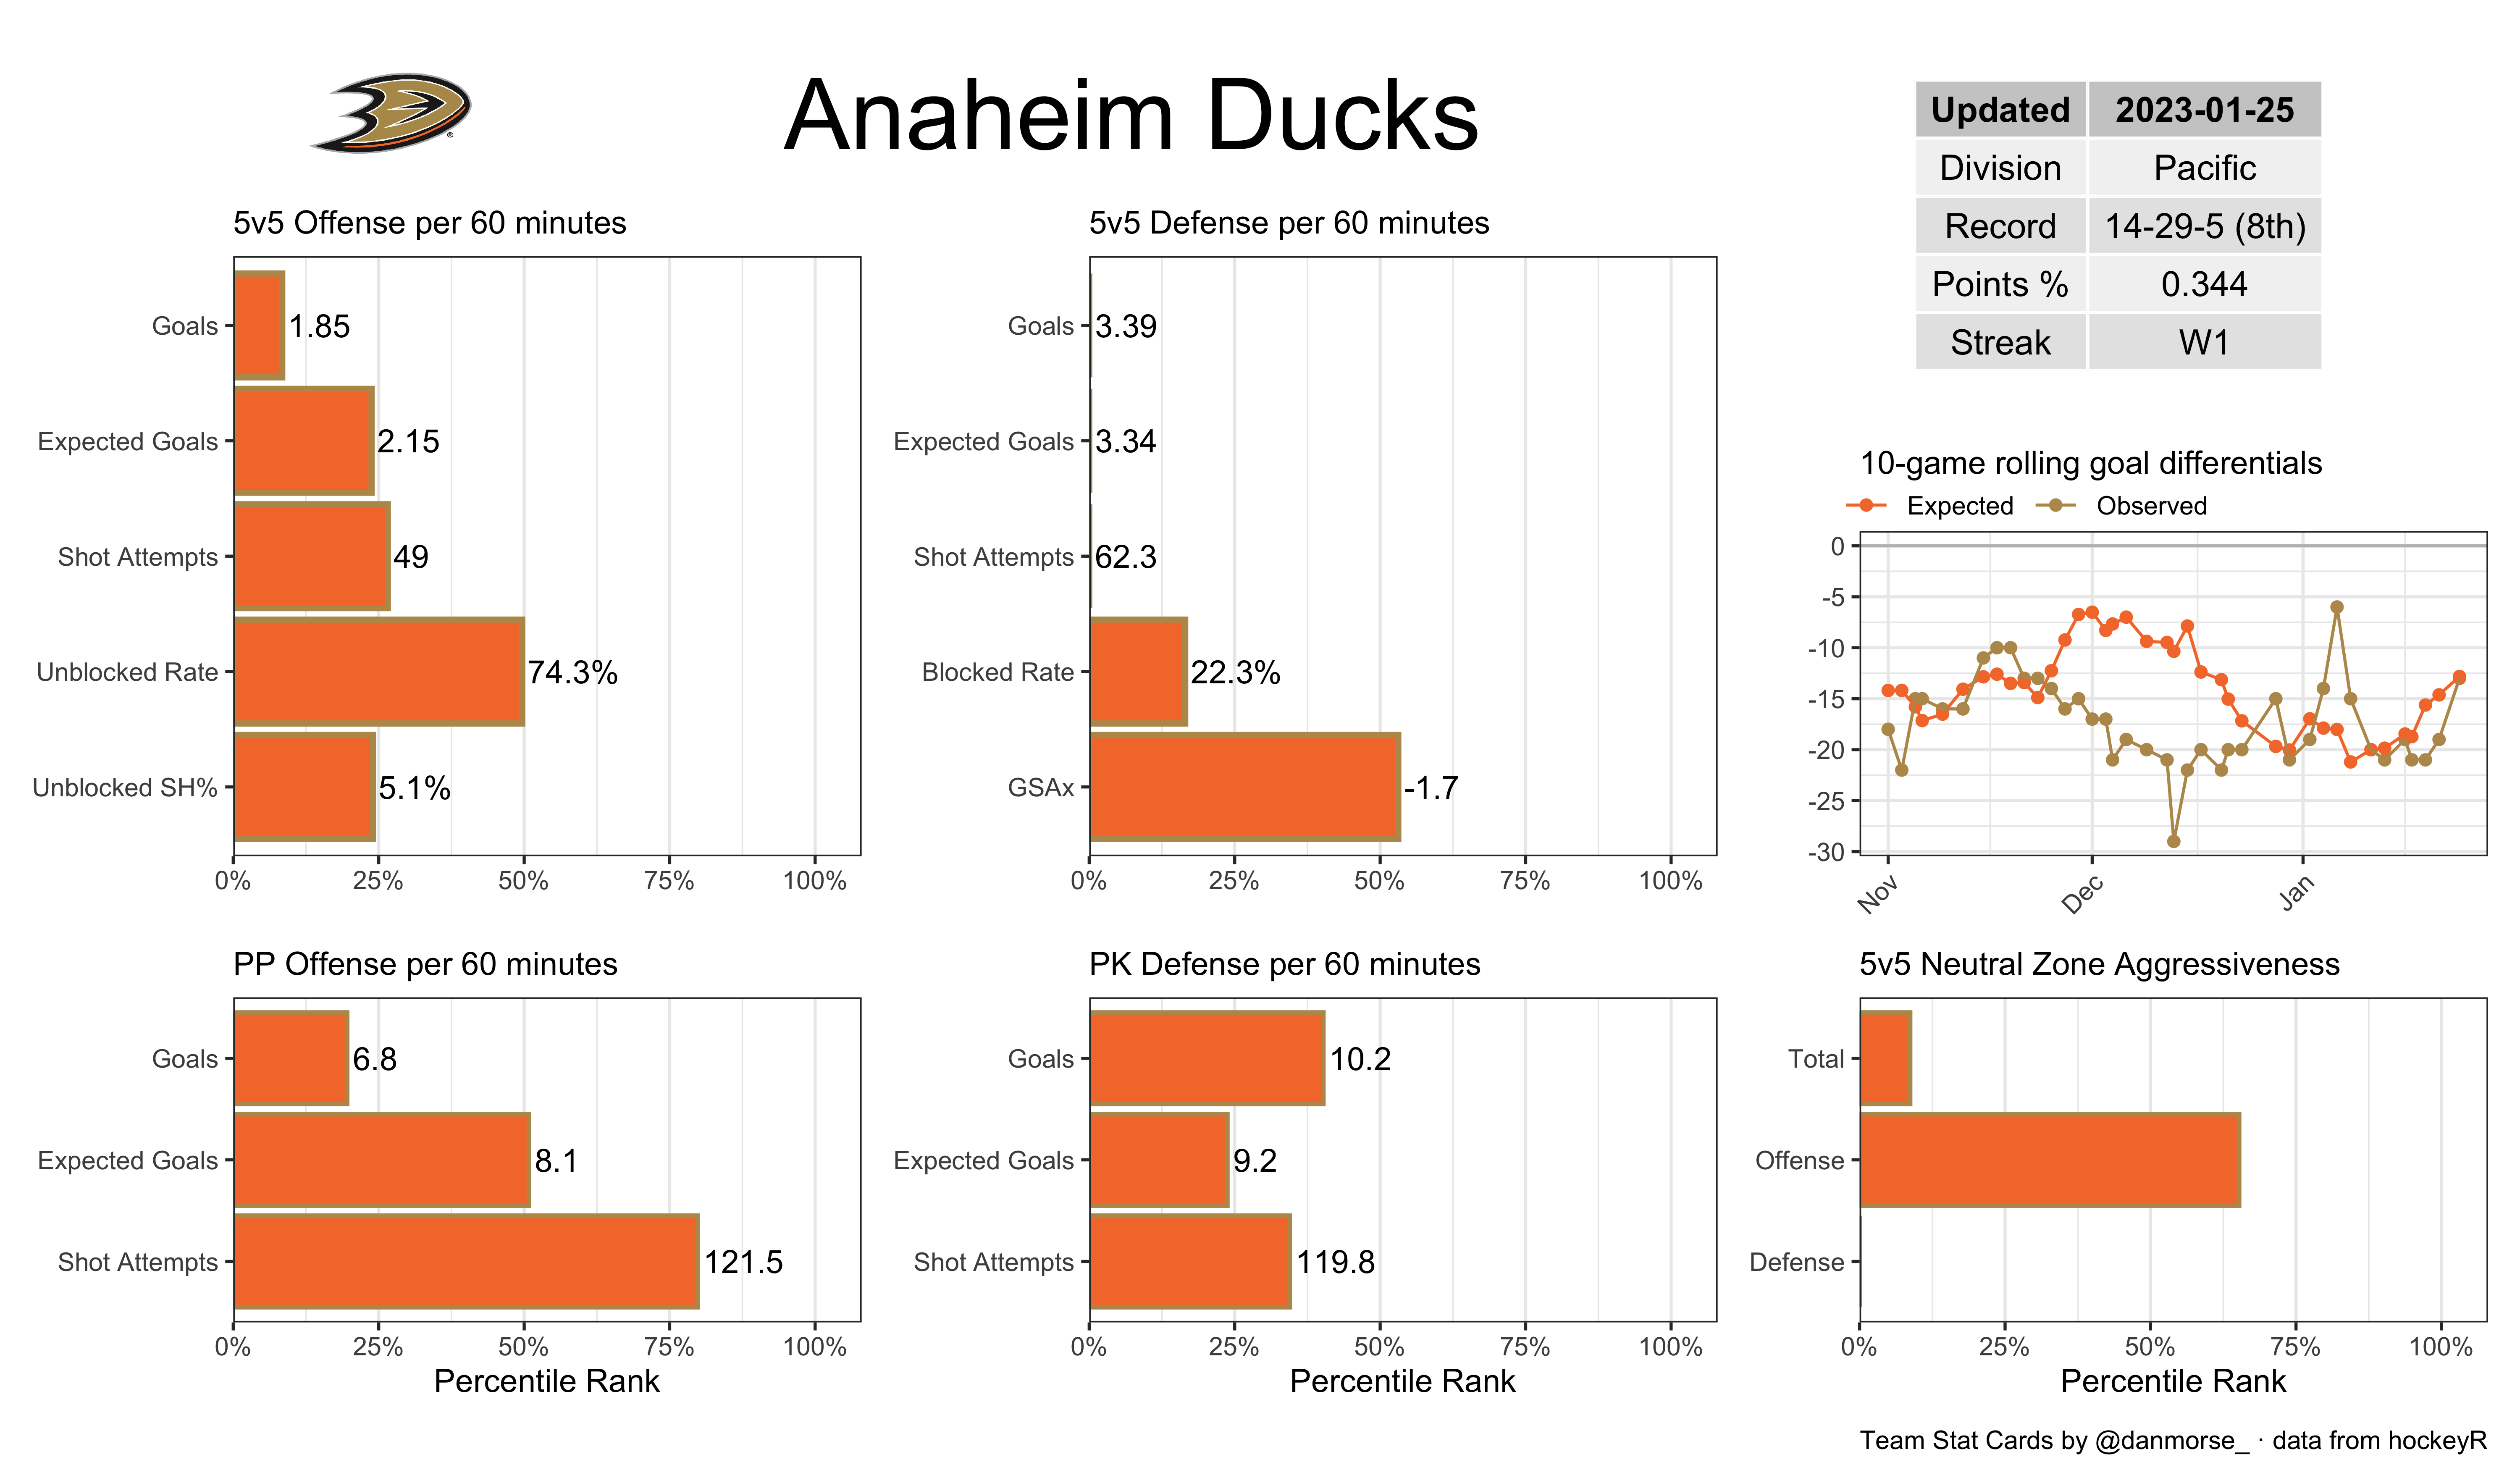 Anaheim Ducks
Updated 2023-01-25
Division Pacific
Record 14-29-5 (8th)
Points % 0.344
Streak W1
5v5 Offense per 60 minutes
Goals 1.85
Expected Goals 2.15
Shot Attempts 49
Unblocked Rate 74.3%
Unblocked SH% 5.1%
0% 25% 50% 75% 100%
5v5 Defense per 60 minutes
Goals 3.39
Expected Goals 3.34
Shot Attempts 62.3
Blocked Rate 22.3%
GSAx -1.7
0% 25% 50% 75% 100%
10-game rolling goal differentials
Expected Observed
0
-5
-10
-15
-20
-25
-30
Nov Dec Jan
PP Offense per 60 minutes
Goals 6.8
Expected Goals 8.1
Shot Attempts 121.5
0% 25% 50% 75% 100%
Percentile Rank
PK Defense per 60 minutes
Goals 10.2
Expected Goals 9.2
Shot Attempts 119.8
0% 25% 50% 75% 100%
Percentile Rank
5v5 Neutral Zone Aggressiveness
Total
Offense
Defense
0% 25% 50% 75% 100%
Percentile Rank
Team Stat Cards by @danmorse_ · data from hockeyR